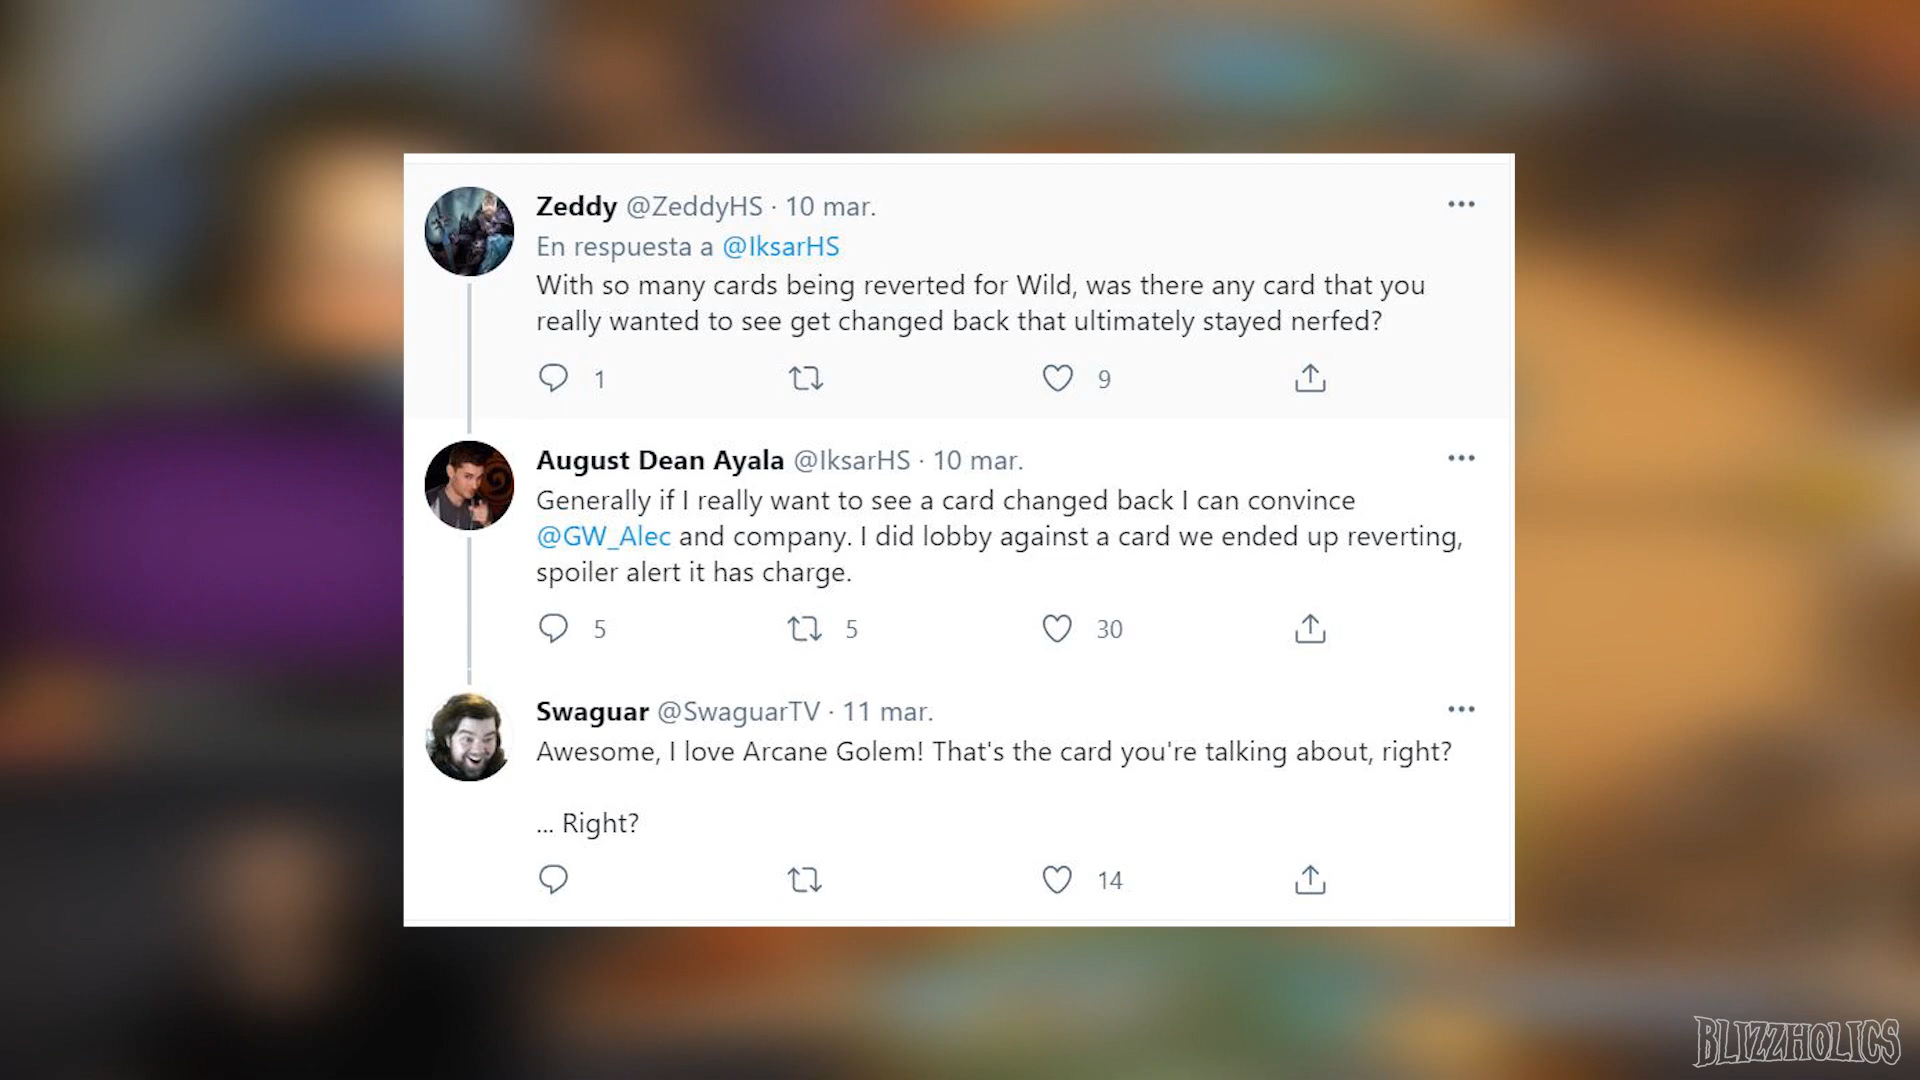 Zeddy @ZeddyHS · 10 mar.
En respuesta a @IksarHS
With so many cards being reverted for Wild, was there any card that you
really wanted to see get changed back that ultimately stayed nerfed?
1 9
August Dean Ayala @IksarHS · 10 mar.
Generally if I really want to see a card changed back I can convince
@GW_Alec and company. I did lobby against a card we ended up reverting,
spoiler alert it has charge.
5 5 30
Swaguar @SwaguarTV · 11 mar.
Awesome, I love Arcane Golem! That's the card you're talking about, right?
... Right?
14
BLIZZHOLICS